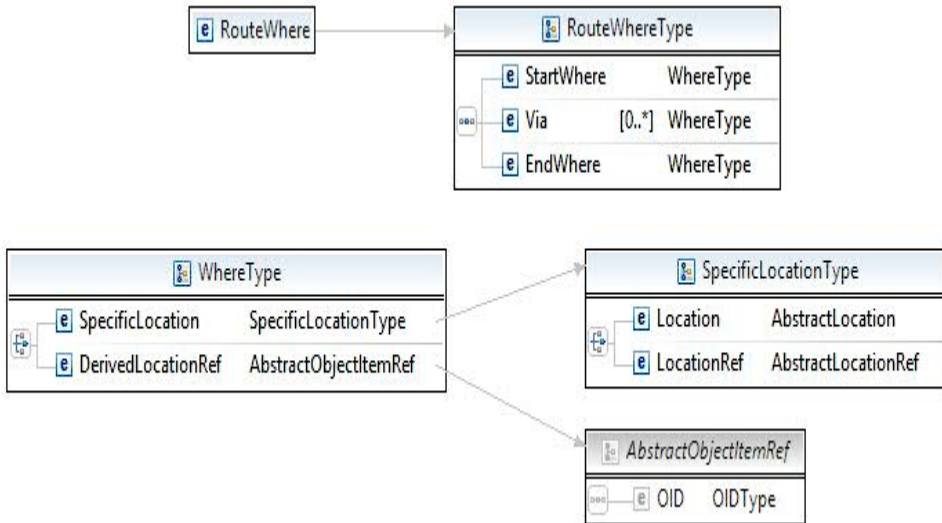 e RouteWhere
RouteWhereType
e StartWhere WhereType
e Via [0..*] WhereType
e EndWhere WhereType
WhereType
e SpecificLocation SpecificLocationType
e DerivedLocationRef AbstractObjectItemRef
SpecificLocationType
e Location AbstractLocation
e LocationRef AbstractLocationRef
AbstractObjectItemRef
e OID OIDType